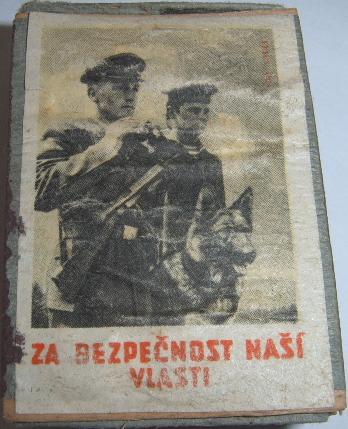 ZA BEZPEČNOST NAŠÍ
VLASTI